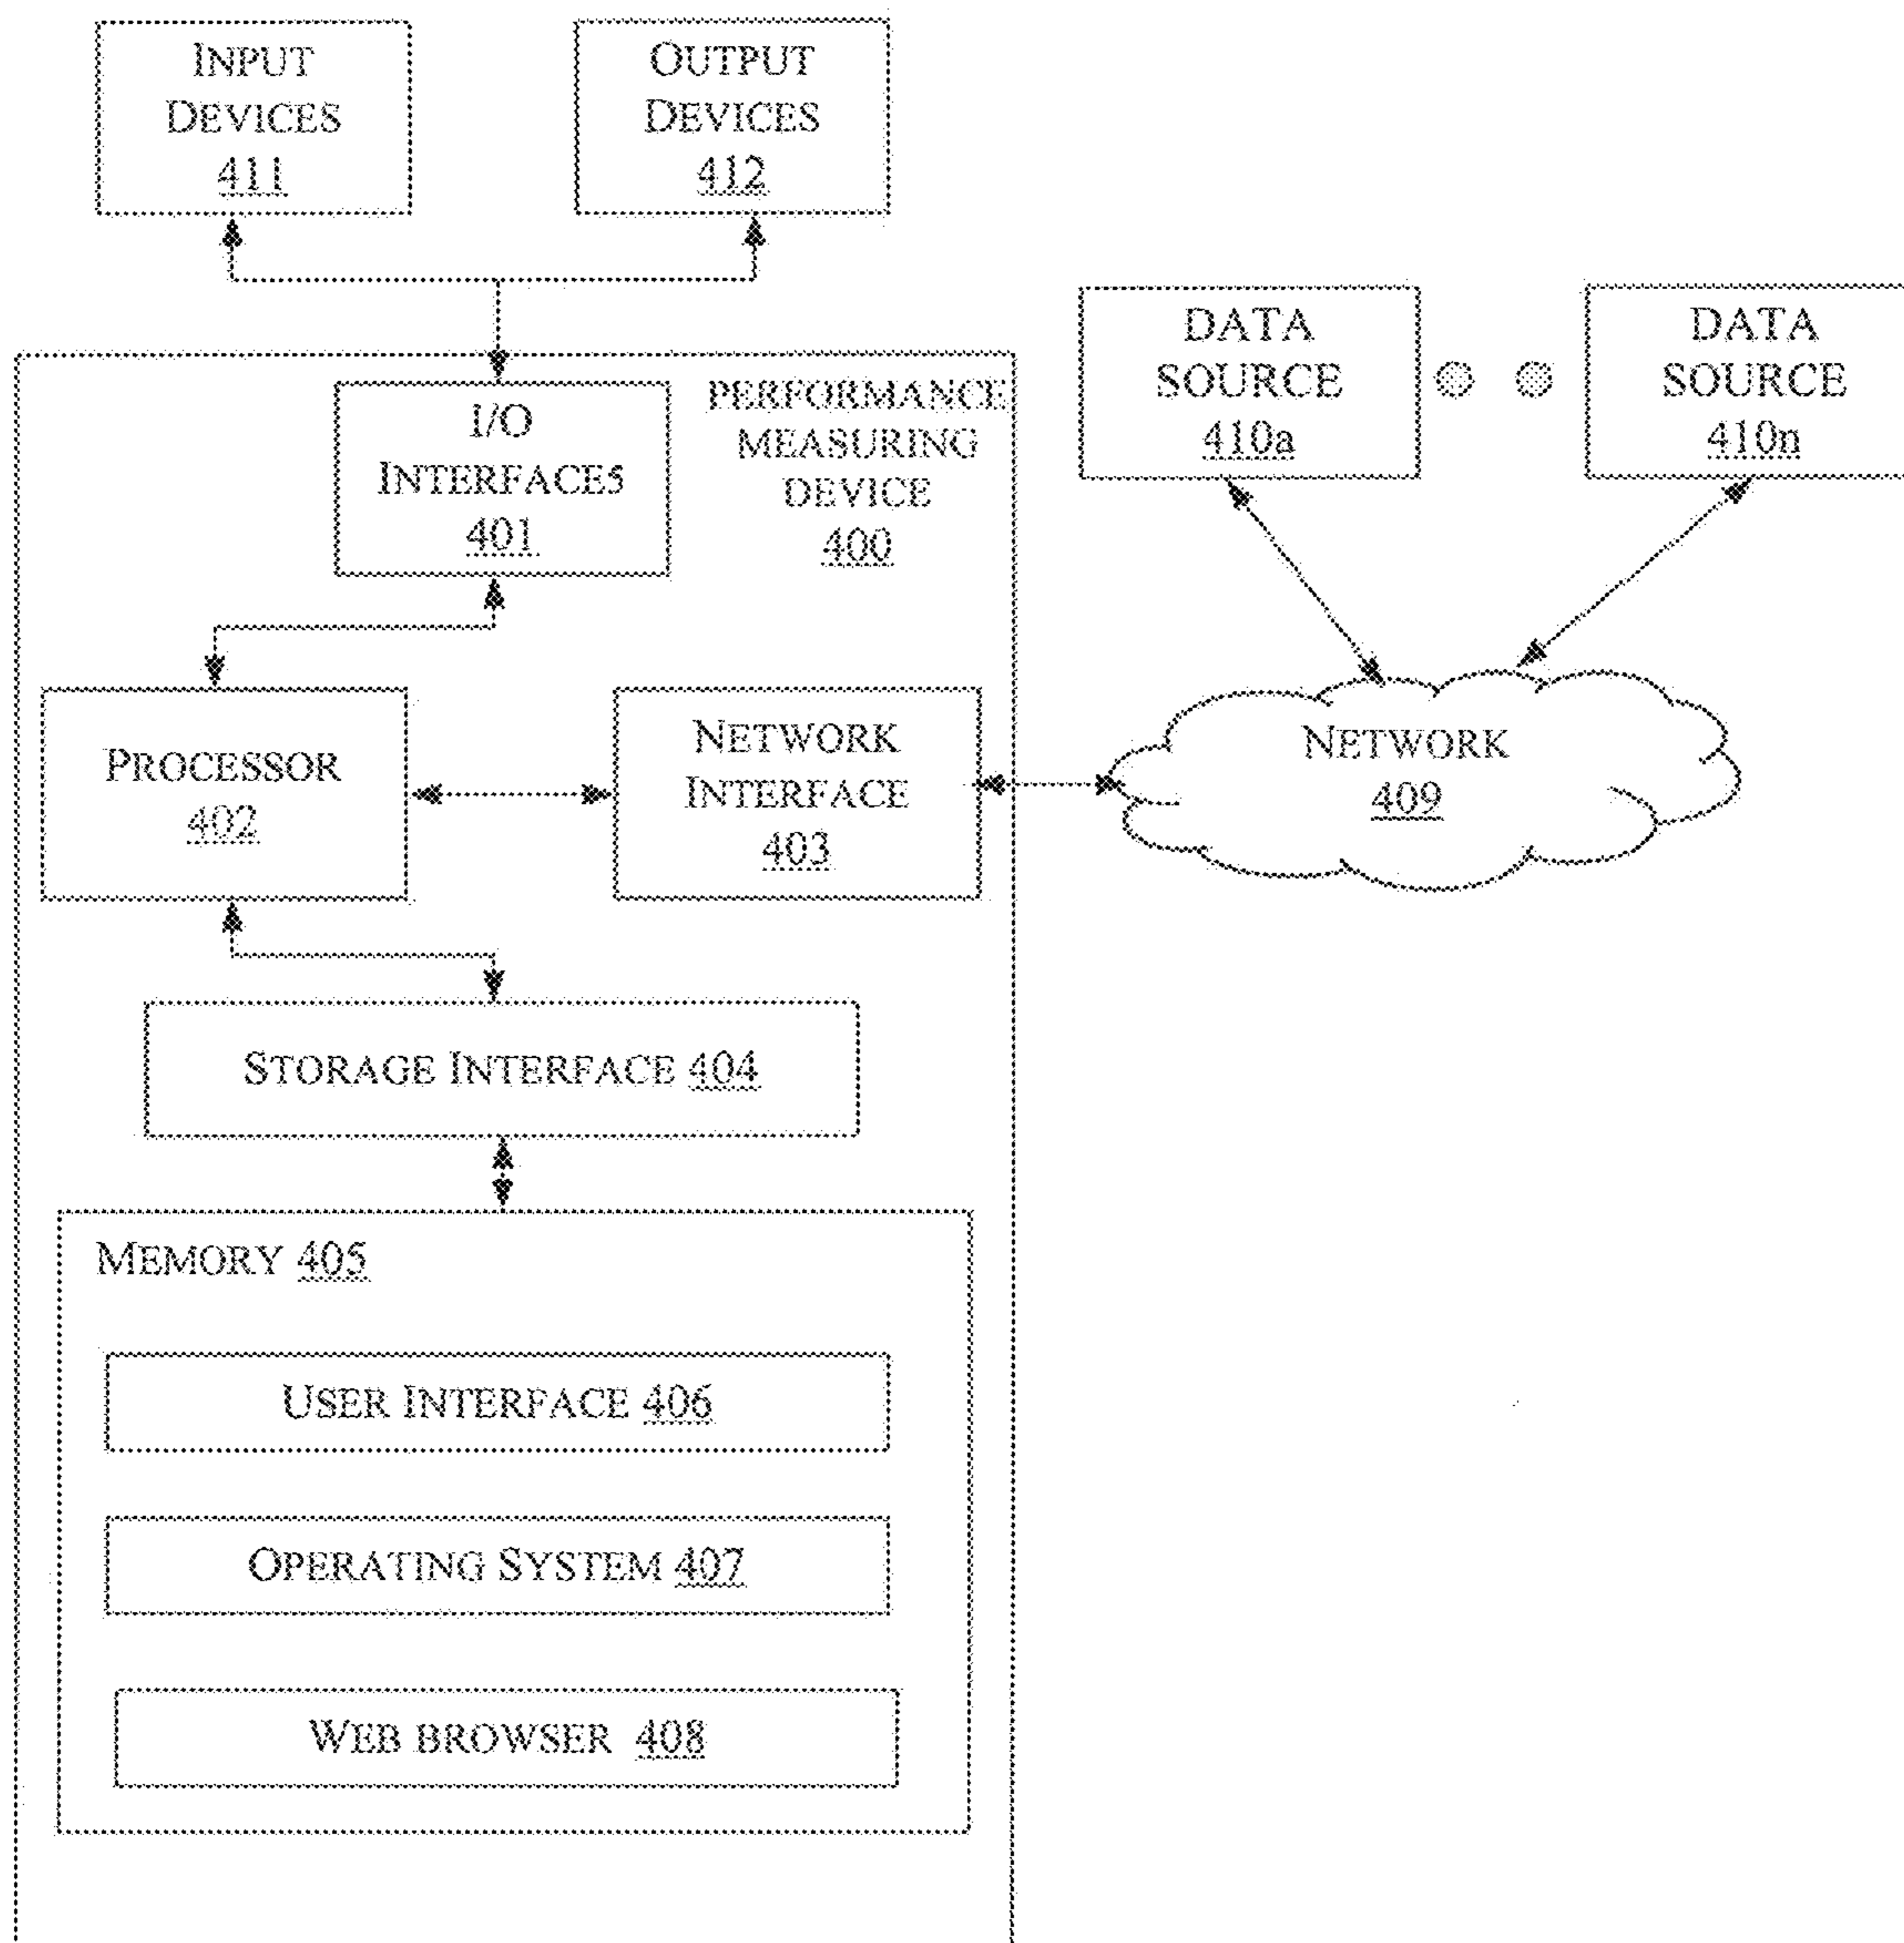 INPUT
DEVICES
411
OUTPUT
DEVICES
412
I/O
INTERFACE5
401
PERFORMANCE
MEASURING
DEVICE
400
DATA
SOURCE
410a
DATA
SOURCE
410n
PROCESSOR
402
NETWORK
INTERFACE
403
NETWORK
409
STORAGE INTERFACE 404
MEMORY 405
USER INTERFACE 406
OPERATING SYSTEM 407
WEB BROWSER 408